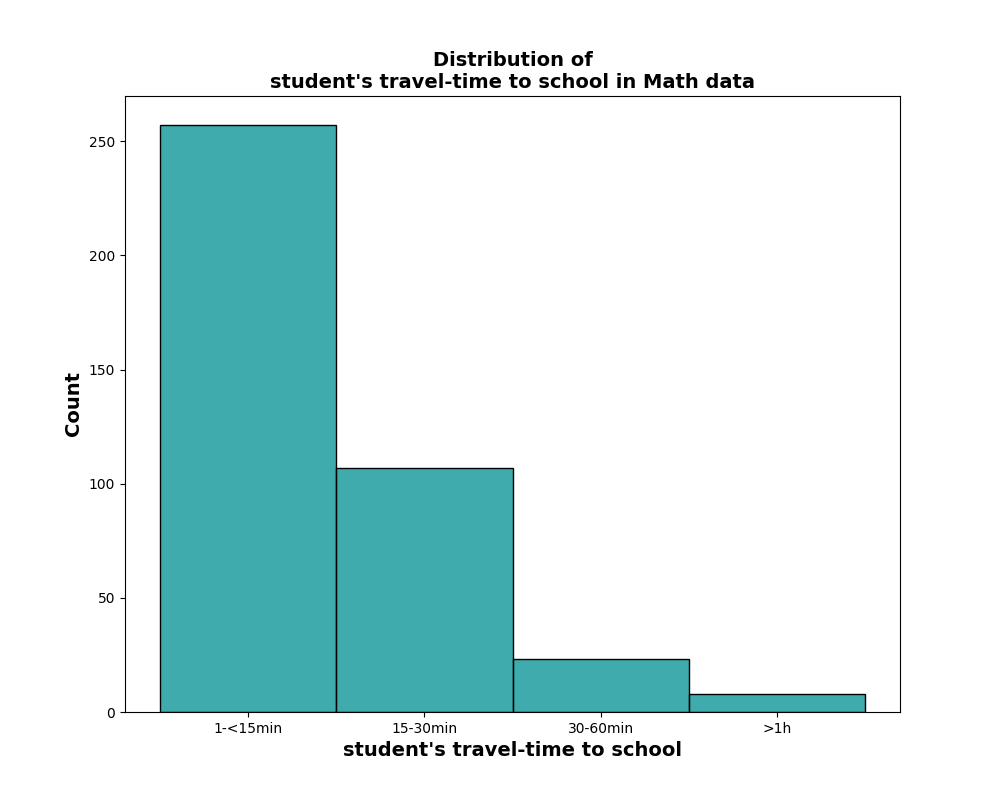 Distribution of
student's travel-time to school in Math data
Count
250
200
150
100
50
0
1-<15min 15-30min 30-60min >1h
student's travel-time to school